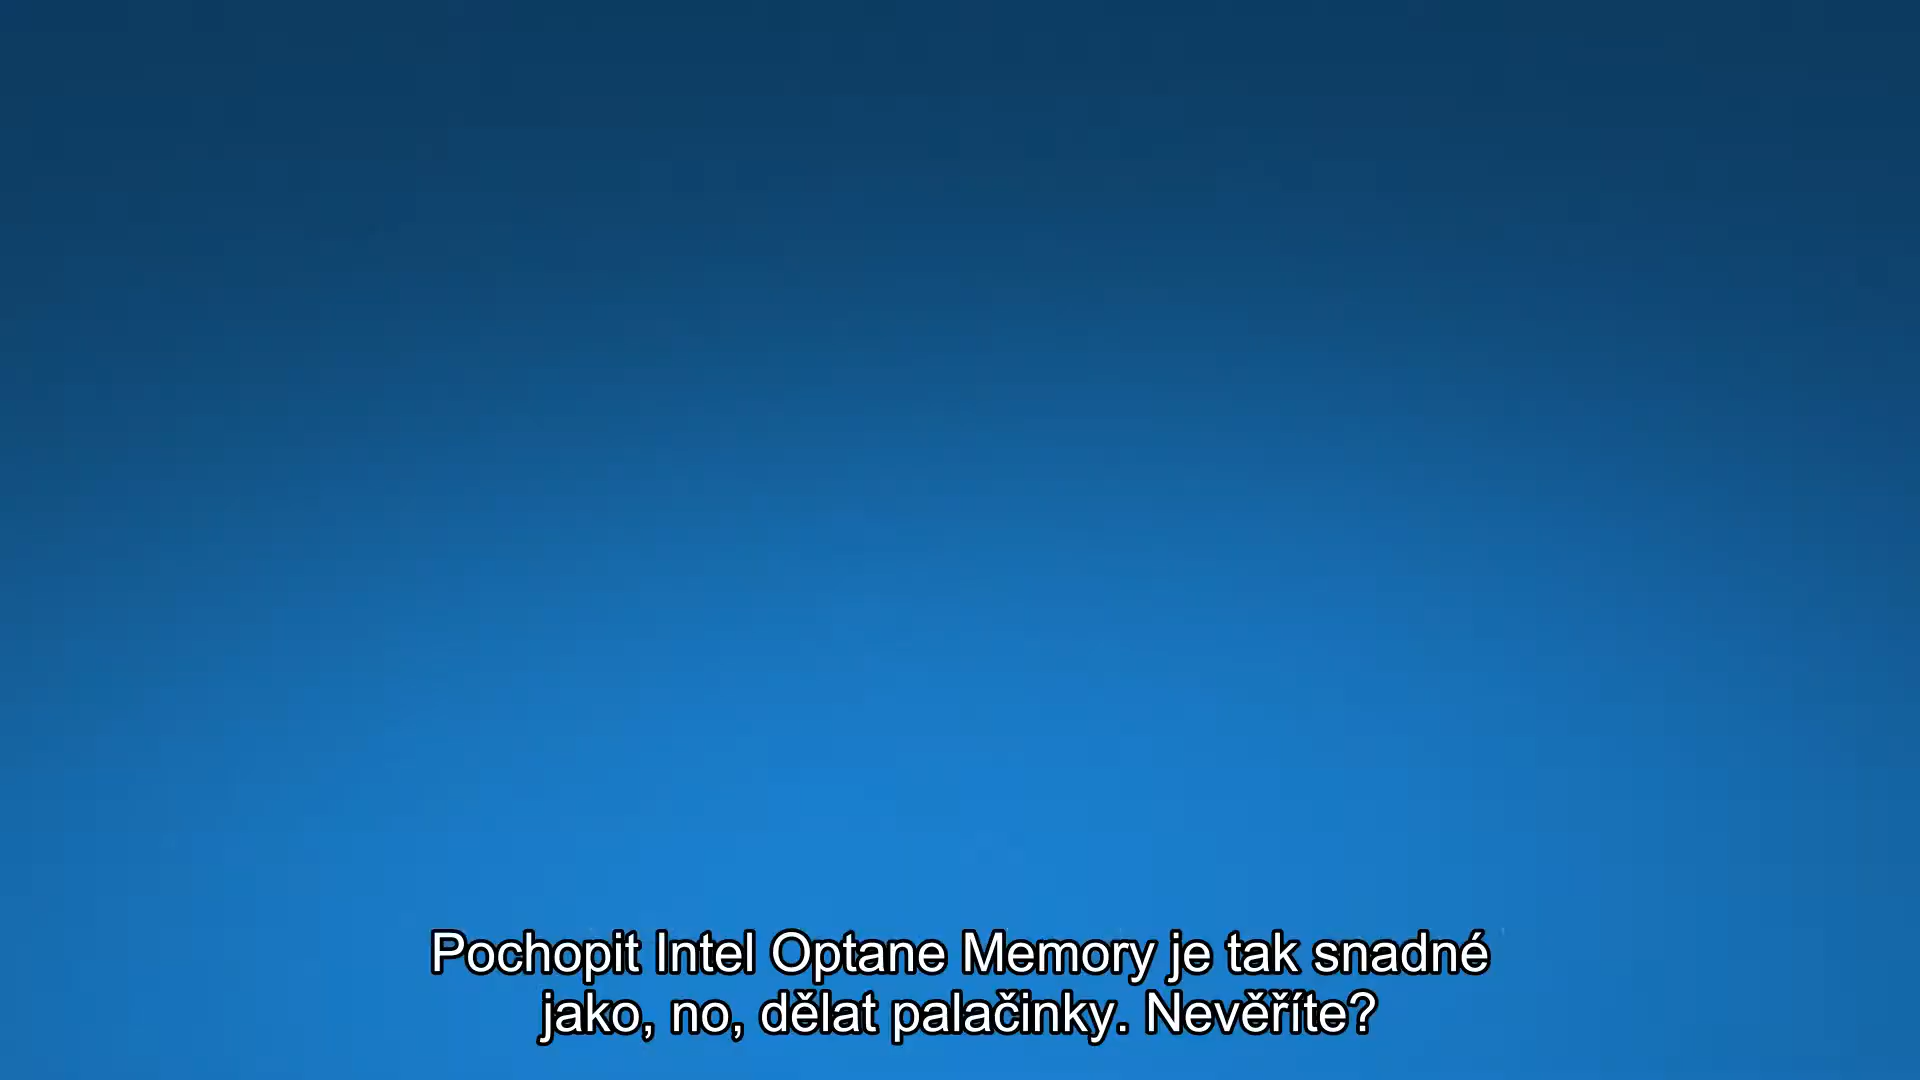 Pochopit Intel Optane Memory je tak snadné
jako, no, dělat palačinky. Nevěříte?